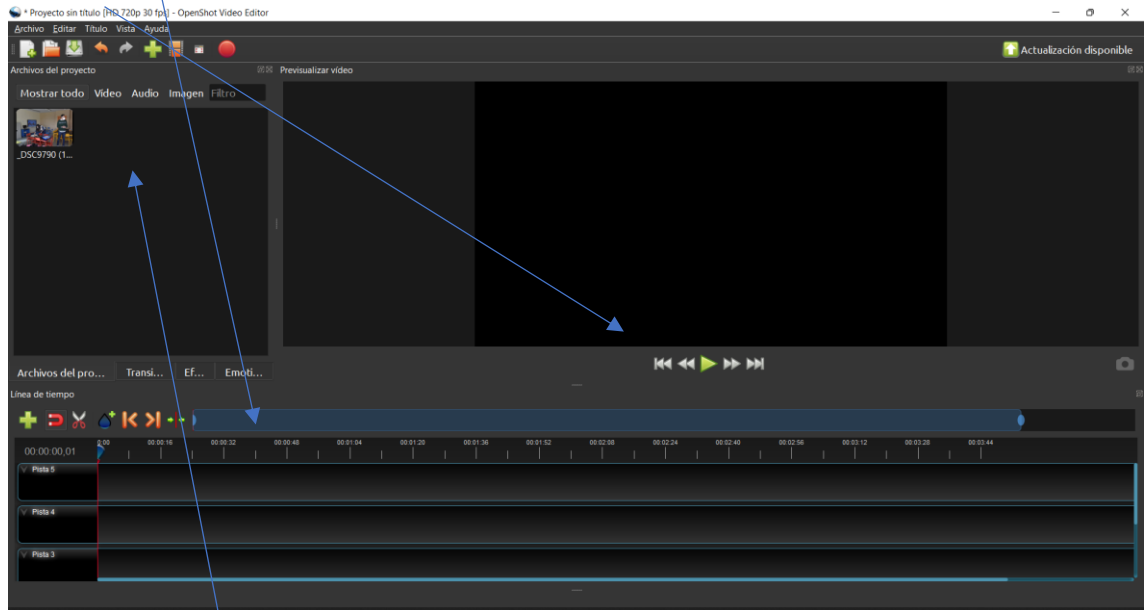 * Proyecto sin título [HD 720p 30 fps] - OpenShot Video Editor
Archivo Editar Título Vista Ayuda
Actualización disponible
Archivos del proyecto
Previsualizar vídeo
Mostrar todo Vídeo Audio Imagen Filtro
_DSC9790 (1...
Archivos del pro... Transi... Ef... Emoti...
Línea de tiempo
00:00:00,01
0:00 00:00:16 00:00:32 00:00:48 00:01:04 00:01:20 00:01:36 00:01:52 00:02:08 00:02:24 00:02:40 00:02:56 00:03:12 00:03:28 00:03:44
Pista 5
Pista 4
Pista 3